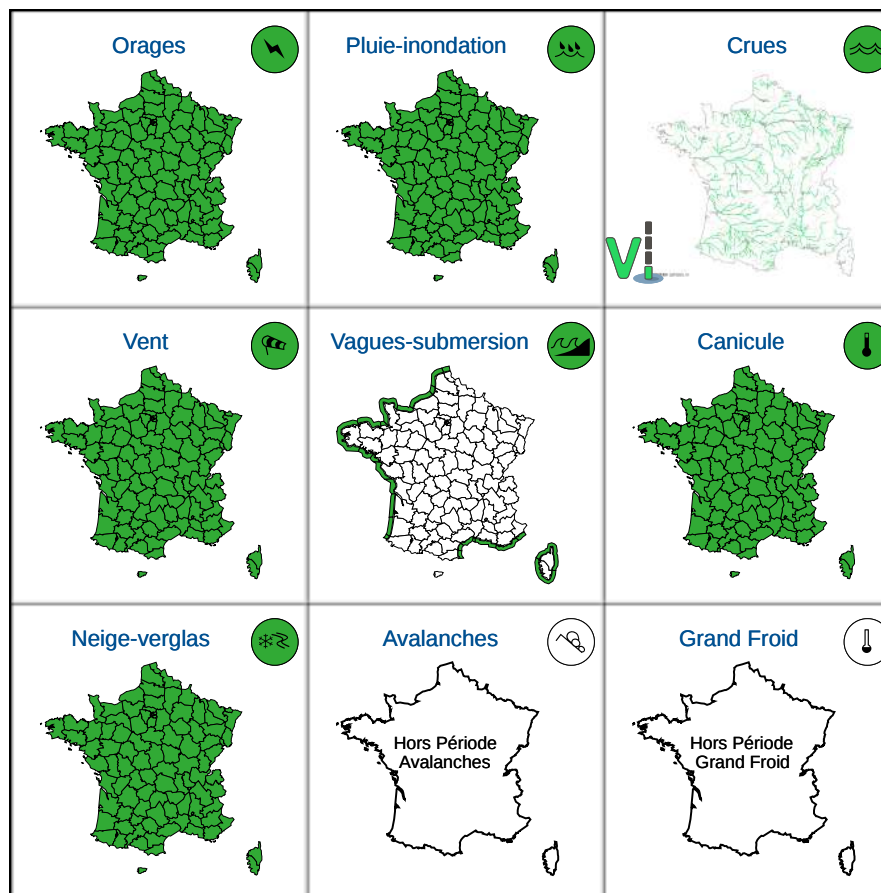 Orages
Pluie-inondation
Crues
Vi
Vent
Vagues-submersion
Canicule
Neige-verglas
Avalanches
Grand Froid
Hors Période
Avalanches
Hors Période
Grand Froid